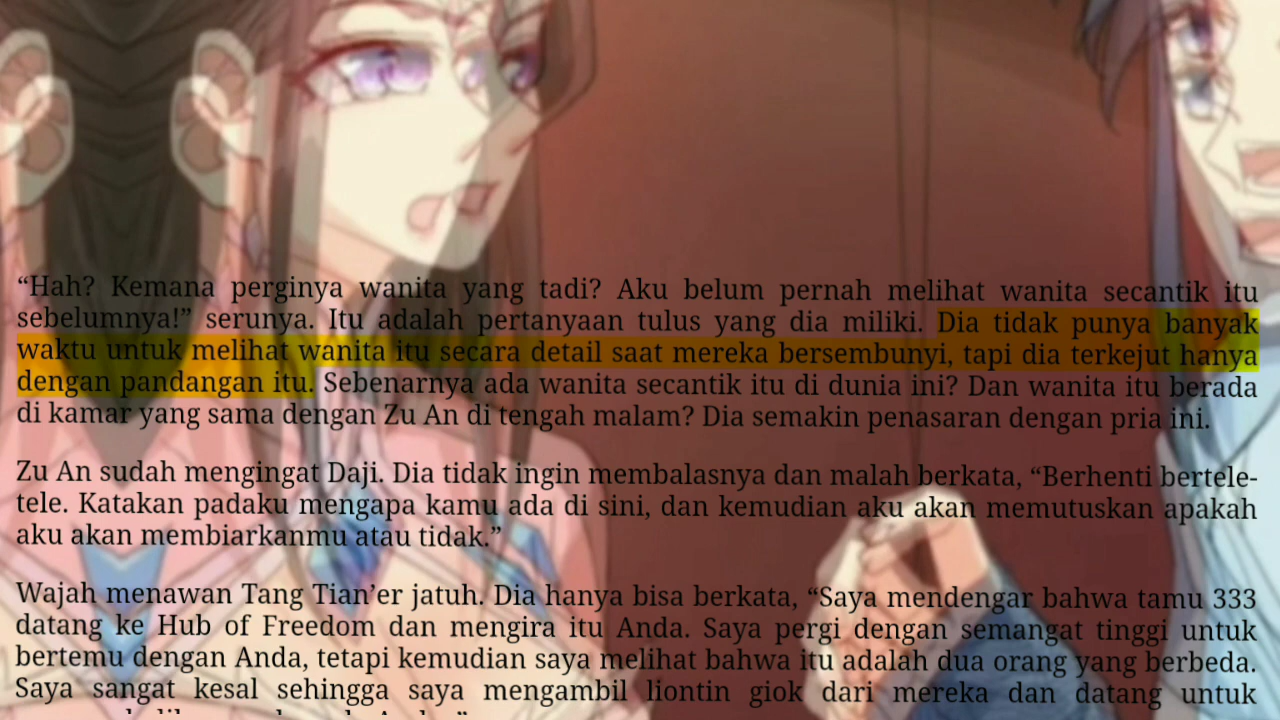 “Hah? Kemana perginya wanita yang tadi? Aku belum pernah melihat wanita secantik itu
sebelumnya!” serunya. Itu adalah pertanyaan tulus yang dia miliki. Dia tidak punya banyak
waktu untuk melihat wanita itu secara detail saat mereka bersembunyi, tapi dia terkejut hanya
dengan pandangan itu. Sebenarnya ada wanita secantik itu di dunia ini? Dan wanita itu berada
di kamar yang sama dengan Zu An di tengah malam? Dia semakin penasaran dengan pria ini.
Zu An sudah mengingat Daji. Dia tidak ingin membalasnya dan malah berkata, “Berhenti bertele-
tele. Katakan padaku mengapa kamu ada di sini, dan kemudian aku akan memutuskan apakah
aku akan membiarkanmu atau tidak.”
Wajah menawan Tang Tian’er jatuh. Dia hanya bisa berkata, “Saya mendengar bahwa tamu 333
datang ke Hub of Freedom dan mengira itu Anda. Saya pergi dengan semangat tinggi untuk
bertemu dengan Anda, tetapi kemudian saya melihat bahwa itu adalah dua orang yang berbeda.
Saya sangat kesal sehingga saya mengambil liontin giok dari mereka dan datang untuk